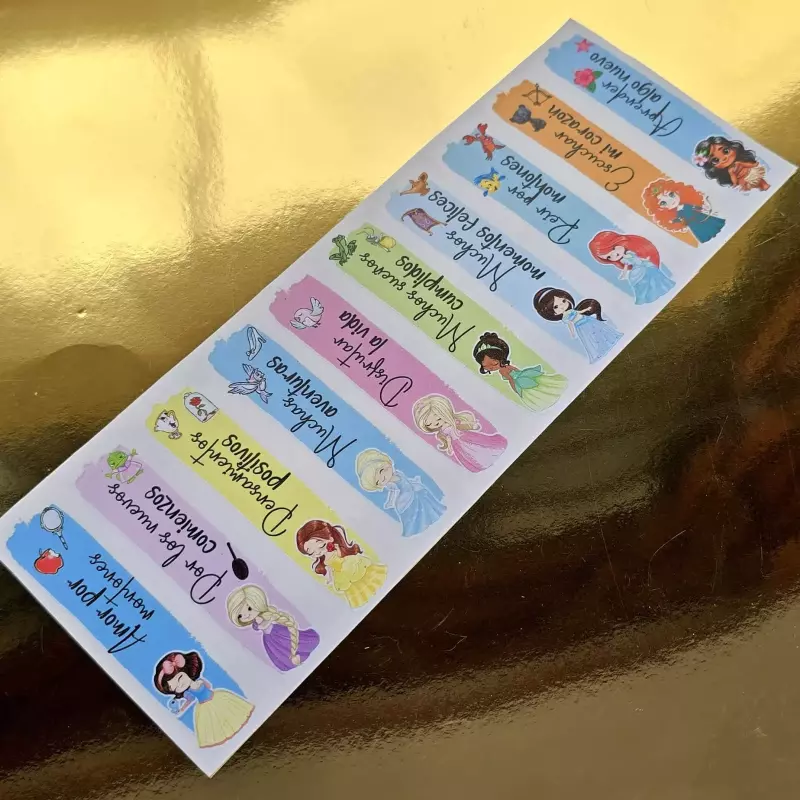 Aprender
algo nuevo
Escuchar
mi corazón
Reir por
montones
Muchos
momentos felices
Muchos sueños
cumplidos
Disfrutar
la vida
Muchas
aventuras
Pensamientos
positivos
Por los nuevos
comienzos
Amor por
montones